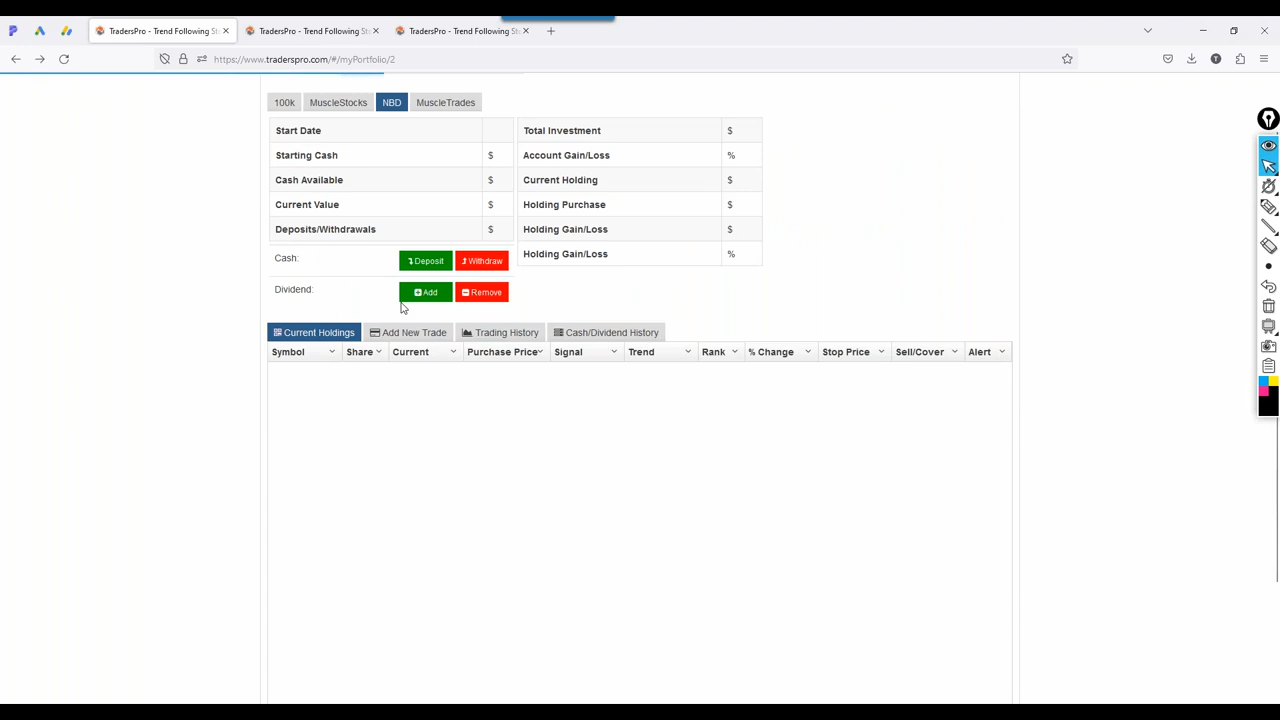 TradersPro - Trend Following St
TradersPro - Trend Following St
TradersPro - Trend Following St
https://www.traderspro.com/#/myPortfolio/2
100k MuscleStocks NBD MuscleTrades
Start Date
Total Investment $
Starting Cash $
Account Gain/Loss %
Cash Available $
Current Holding $
Current Value $
Holding Purchase $
Deposits/Withdrawals $
Holding Gain/Loss $
Holding Gain/Loss %
Cash: Deposit Withdraw
Dividend: Add Remove
Current Holdings Add New Trade Trading History Cash/Dividend History
Symbol Share Current Purchase Price Signal Trend Rank % Change Stop Price Sell/Cover Alert